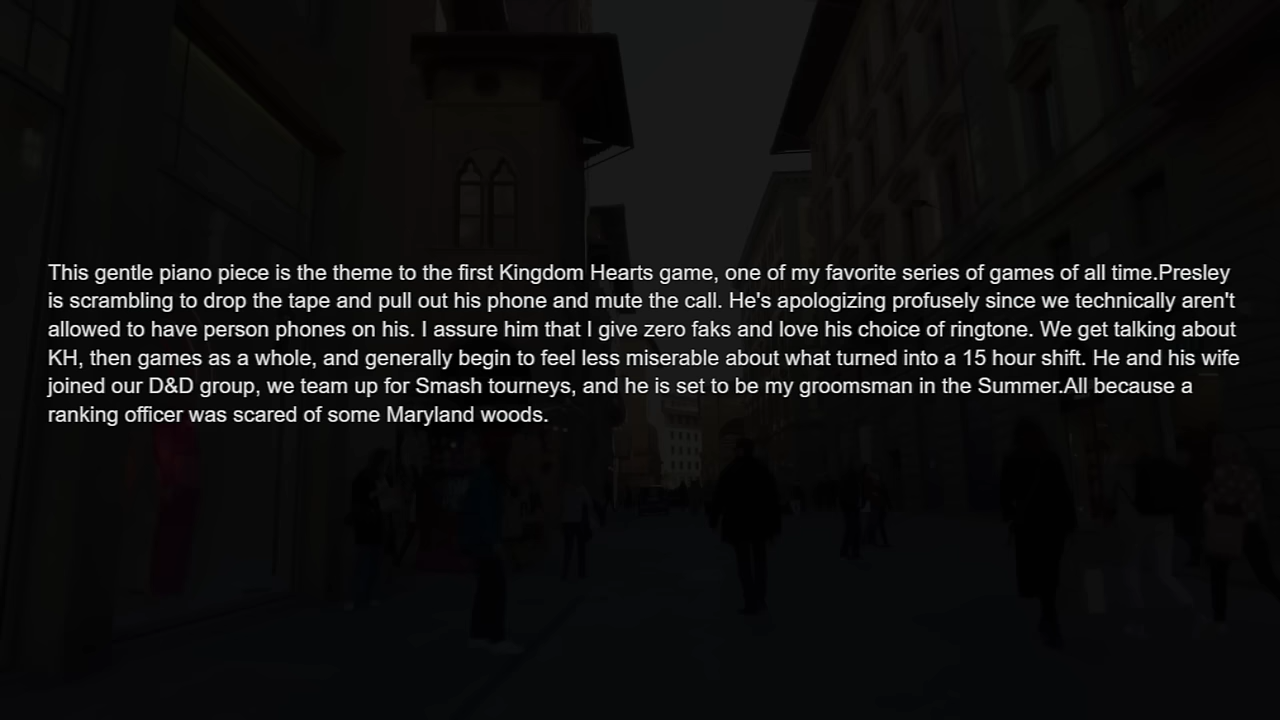 This gentle piano piece is the theme to the first Kingdom Hearts game, one of my favorite series of games of all time.Presley
is scrambling to drop the tape and pull out his phone and mute the call. He's apologizing profusely since we technically aren't
allowed to have person phones on his. I assure him that I give zero faks and love his choice of ringtone. We get talking about
KH, then games as a whole, and generally begin to feel less miserable about what turned into a 15 hour shift. He and his wife
joined our D&D group, we team up for Smash tourneys, and he is set to be my groomsman in the Summer.All because a
ranking officer was scared of some Maryland woods.